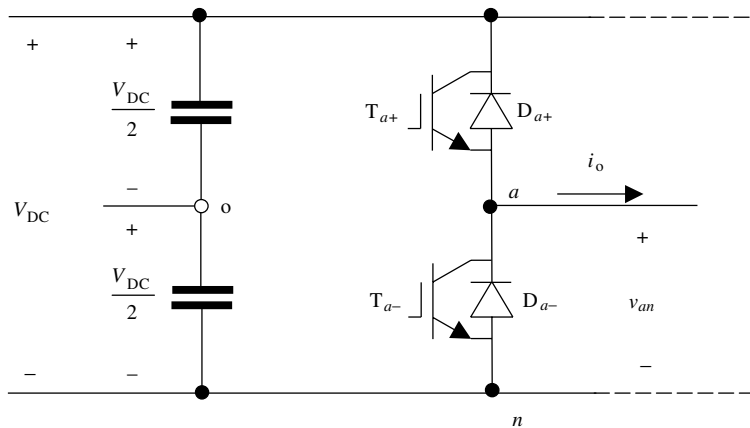 + +
V_DC/2
T_a+ D_a+
i_o
–
V_DC o a
+ +
V_DC/2
T_a– D_a– v_an
– – –
n